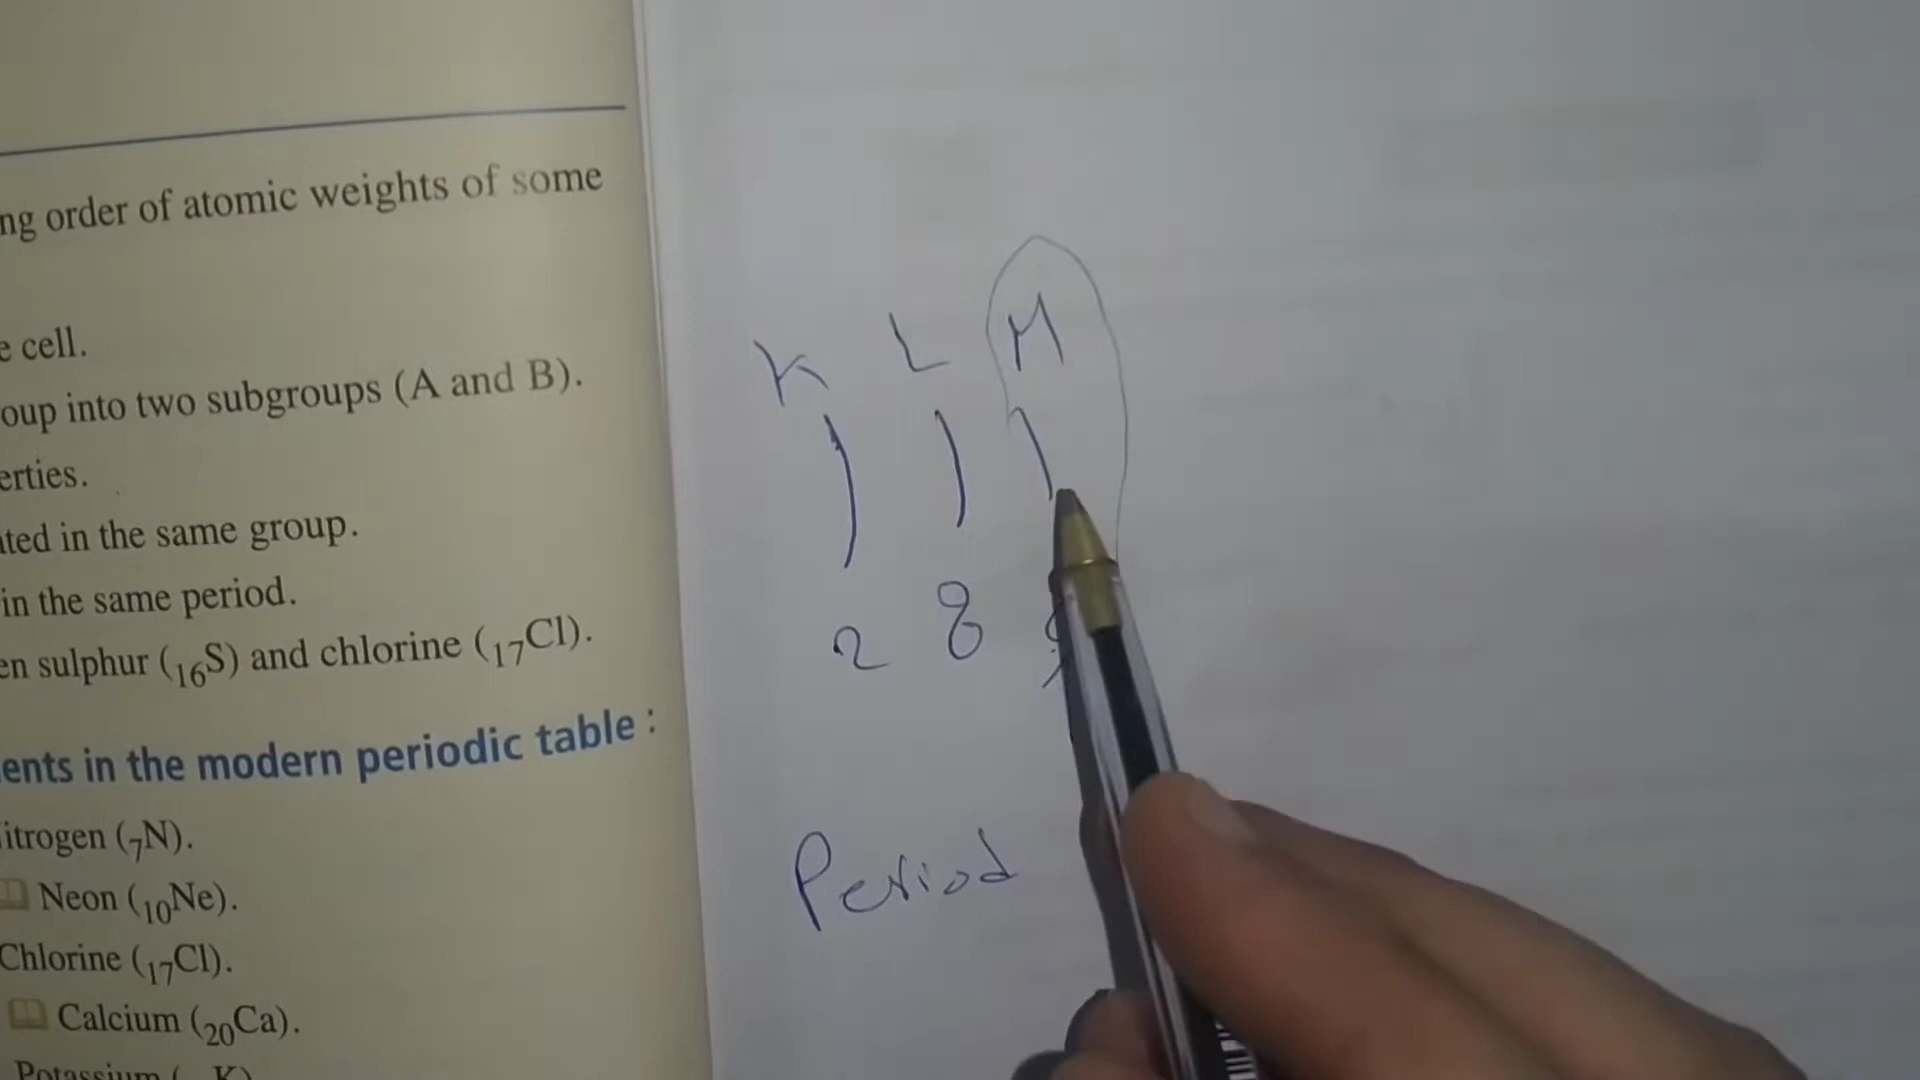 ng order of atomic weights of some
e cell.
oup into two subgroups (A and B).
erties.
ated in the same group.
in the same period.
en sulphur (₁₆S) and chlorine (₁₇Cl).
ents in the modern periodic table :
itrogen (₇N).
Neon (₁₀Ne).
Chlorine (₁₇Cl).
Calcium (₂₀Ca).
Potassium ( K)
K L M
2 8
Period